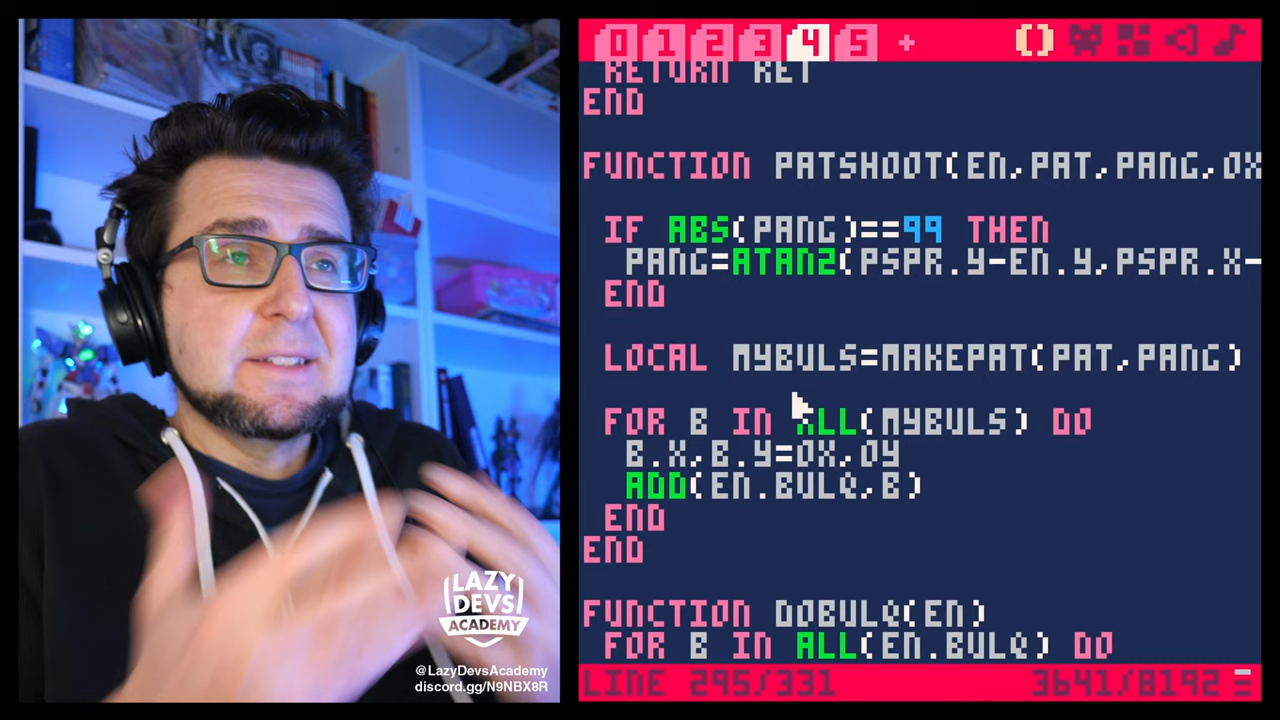 0 1 2 3 4 5 +
RETURN RET
END
FUNCTION PATSHOOT(EN,PAT,PANG,OX
IF ABS(PANG)==99 THEN
PANG=ATAN2(PSPR.Y-EN.Y,PSPR.X-
END
LOCAL MYBULS=MAKEPAT(PAT,PANG)
FOR B IN ALL(MYBULS) DO
B.X,B.Y=OX,OY
ADD(EN.BULQ,B)
END
END
FUNCTION DOBULQ(EN)
FOR B IN ALL(EN.BULQ) DO
LINE 295/331
3641/8192
LAZY
DEVS
ACADEMY
@LazyDevsAcademy
discord.gg/N9NBX8R